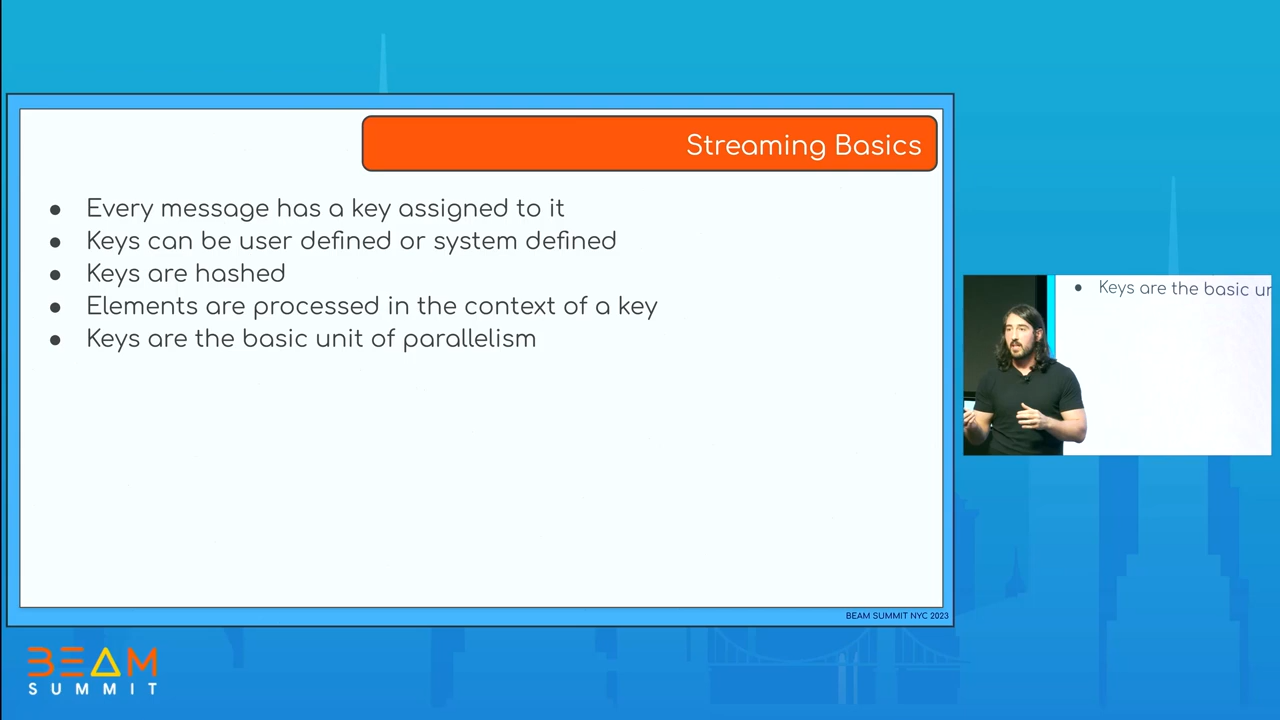 Streaming Basics
● Every message has a key assigned to it
● Keys can be user defined or system defined
● Keys are hashed
● Elements are processed in the context of a key
● Keys are the basic unit of parallelism
● Keys are the basic un
BEAM SUMMIT NYC 2023
BEAM
SUMMIT